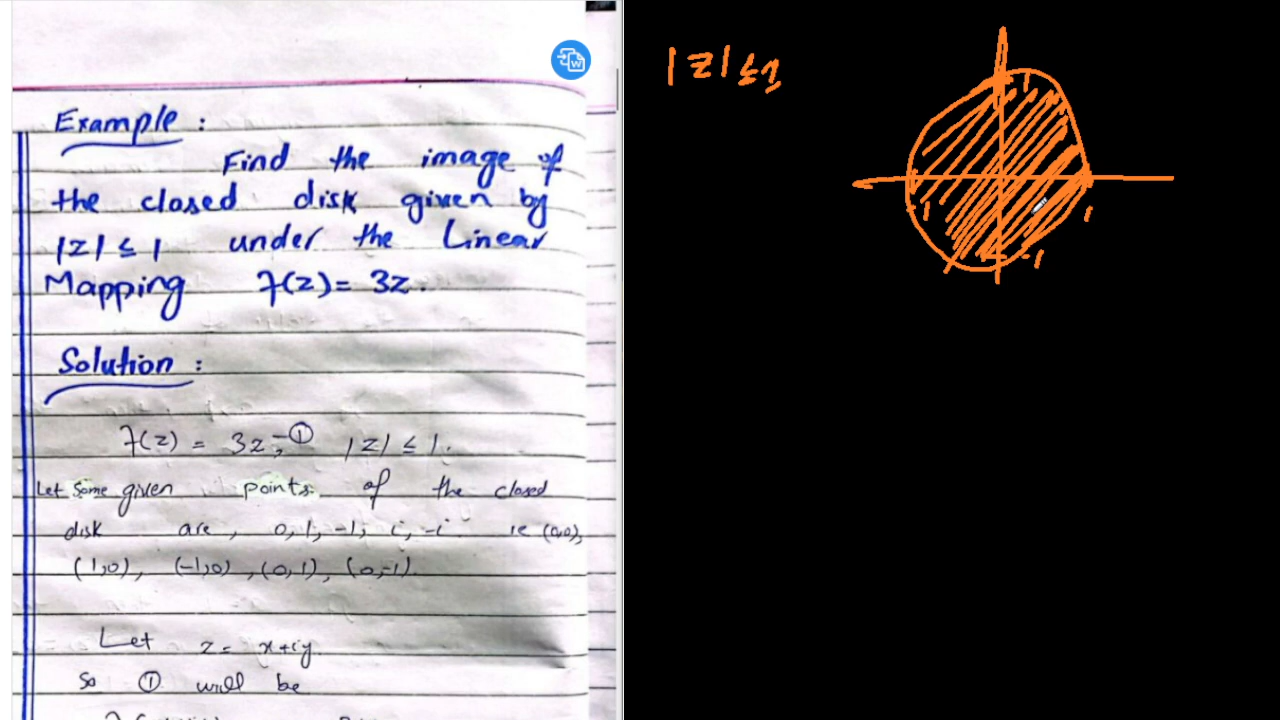 Example :
Find the image of
the closed disk given by
|z| ≤ 1 under the Linear
Mapping f(z) = 3z.
Solution :
f(z) = 3z, -① |z| ≤ 1.
Let Some given points of the closed
disk are, 0, 1, -1, i, -i ie (0,0),
(1,0), (-1,0), (0,1), (0,-1).
Let z = x+iy
So ① will be
|z| ≤ 1
1
1
1
-1